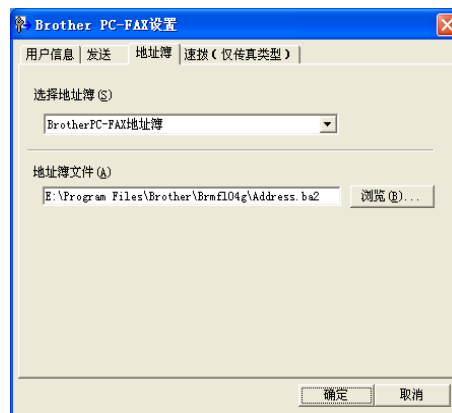 Brother PC-FAX设置
用户信息 发送 地址簿 速拨(仅传真类型)
选择地址簿(S)
BrotherPC-FAX地址簿
地址簿文件(A)
E:\Program Files\Brother\Brmfl04g\Address.ba2 浏览(B)...
确定 取消